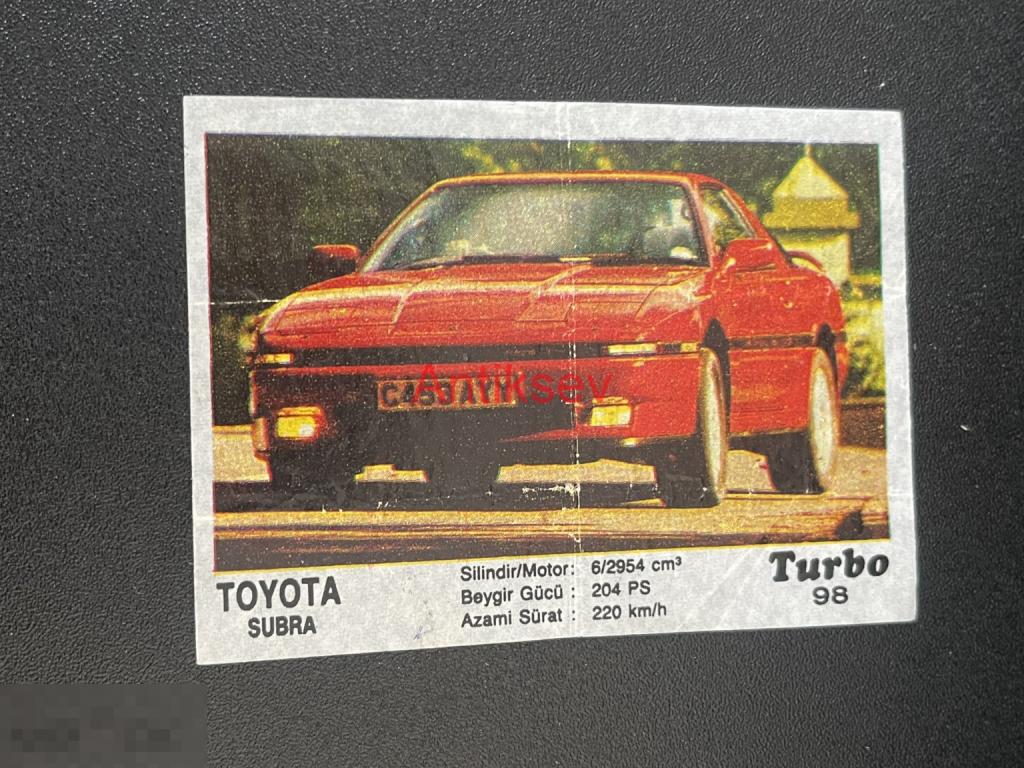 Antiksev
TOYOTA
SUBRA
Silindir/Motor: 6/2954 cm³
Beygir Gücü : 204 PS
Azami Sürat : 220 km/h
Turbo
98